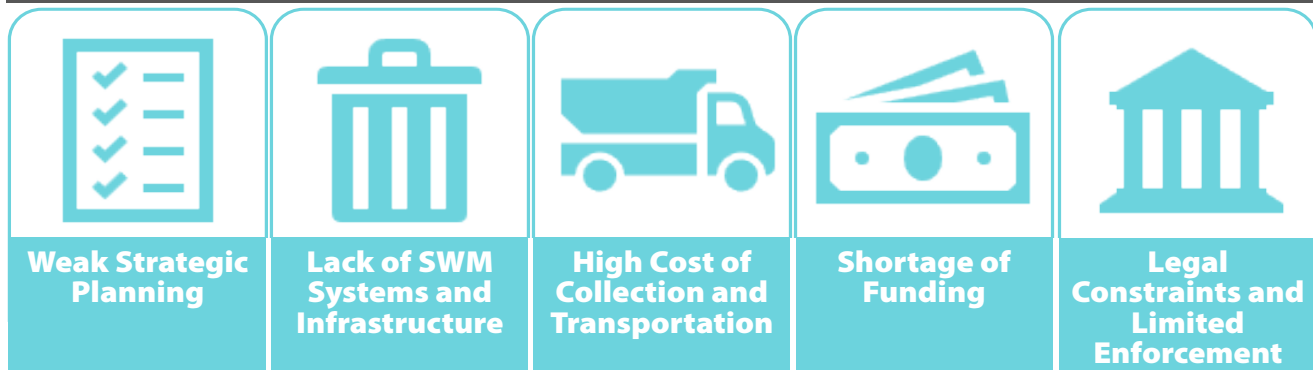 Weak Strategic
Planning
Lack of SWM
Systems and
Infrastructure
High Cost of
Collection and
Transportation
Shortage of
Funding
Legal
Constraints and
Limited
Enforcement